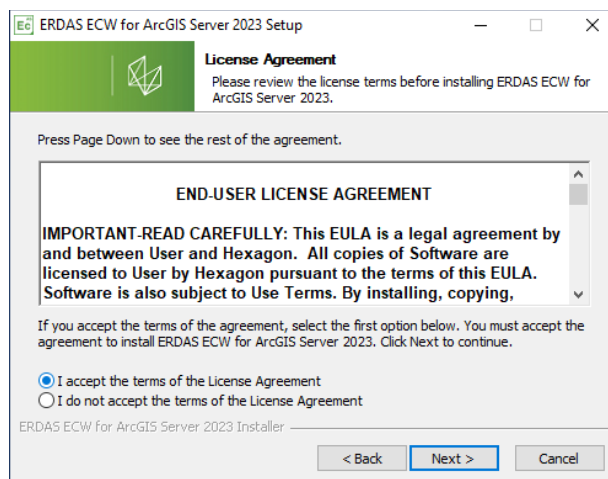 Ec ERDAS ECW for ArcGIS Server 2023 Setup
License Agreement
Please review the license terms before installing ERDAS ECW for
ArcGIS Server 2023.
Press Page Down to see the rest of the agreement.
END-USER LICENSE AGREEMENT
IMPORTANT-READ CAREFULLY: This EULA is a legal agreement by
and between User and Hexagon.  All copies of Software are
licensed to User by Hexagon pursuant to the terms of this EULA.
Software is also subject to Use Terms. By installing, copying,
If you accept the terms of the agreement, select the first option below. You must accept the
agreement to install ERDAS ECW for ArcGIS Server 2023. Click Next to continue.
I accept the terms of the License Agreement
I do not accept the terms of the License Agreement
ERDAS ECW for ArcGIS Server 2023 Installer
< Back Next > Cancel